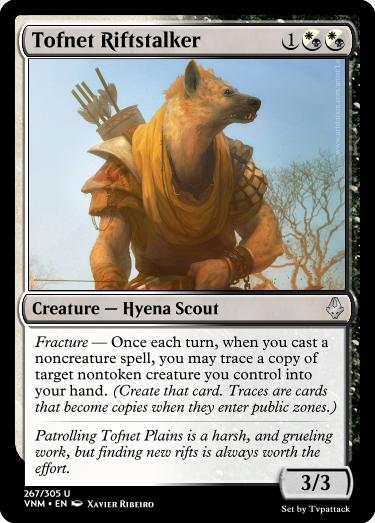 Tofnet Riftstalker 1
Creature — Hyena Scout
Fracture — Once each turn, when you cast a
noncreature spell, you may trace a copy of
target nontoken creature you control into
your hand. (Create that card. Traces are cards
that become copies when they enter public zones.)
Patrolling Tofnet Plains is a harsh, and grueling
work, but finding new rifts is always worth the
effort.
3/3
267/305 U
VNM • EN Xavier Ribeiro
Set by Tvpattack